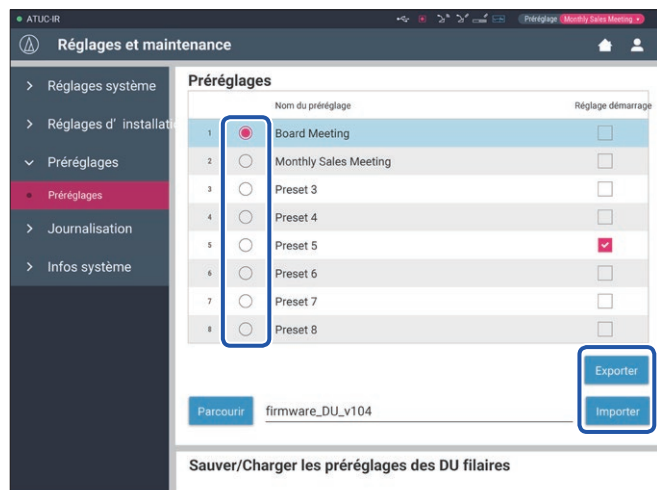 ATUC-IR
Préréglage Monthly Sales Meeting
Réglages et maintenance
Réglages système
Réglages d' installati
Préréglages
Préréglages
Journalisation
Infos système
Préréglages
Nom du préréglage Réglage démarrage
1 Board Meeting
2 Monthly Sales Meeting
3 Preset 3
4 Preset 4
5 Preset 5
6 Preset 6
7 Preset 7
8 Preset 8
Exporter
Parcourir firmware_DU_v104 Importer
Sauver/Charger les préréglages des DU filaires